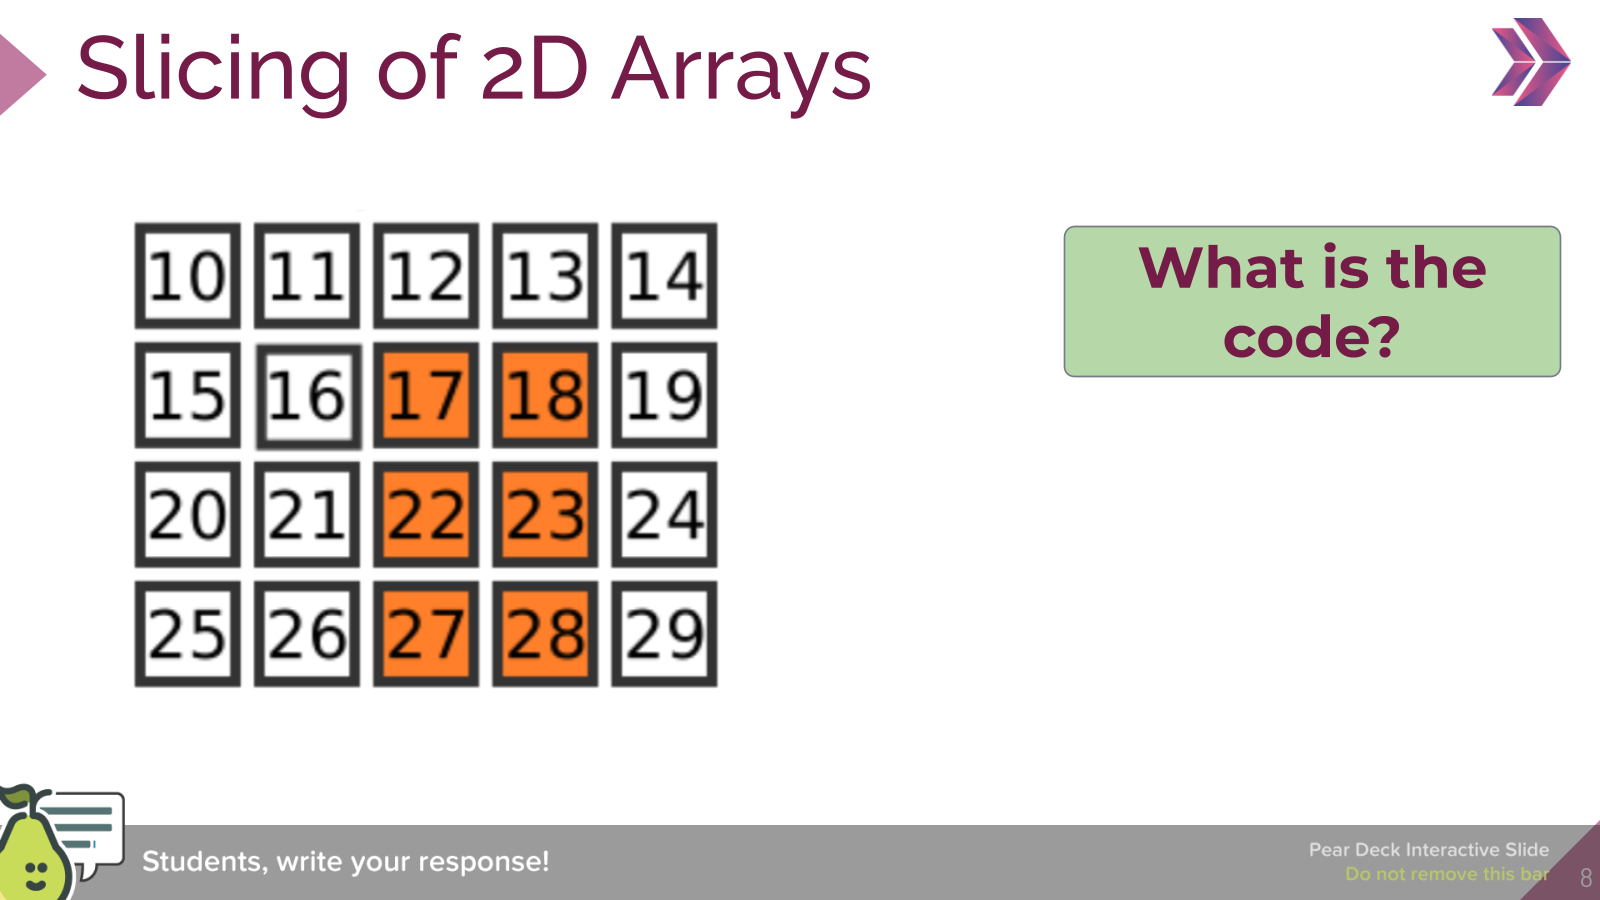 Slicing of 2D Arrays
10 11 12 13 14
15 16 17 18 19
20 21 22 23 24
25 26 27 28 29
What is the
code?
Students, write your response!
Pear Deck Interactive Slide
Do not remove this bar
8